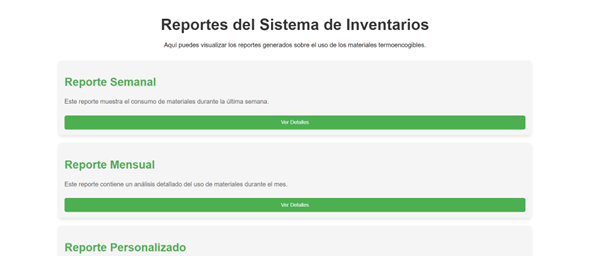 Reportes del Sistema de Inventarios
Aquí puedes visualizar los reportes generados sobre el uso de los materiales termoencogibles.
Reporte Semanal
Este reporte muestra el consumo de materiales durante la última semana.
Ver Detalles
Reporte Mensual
Este reporte contiene un análisis detallado del uso de materiales durante el mes.
Ver Detalles
Reporte Personalizado